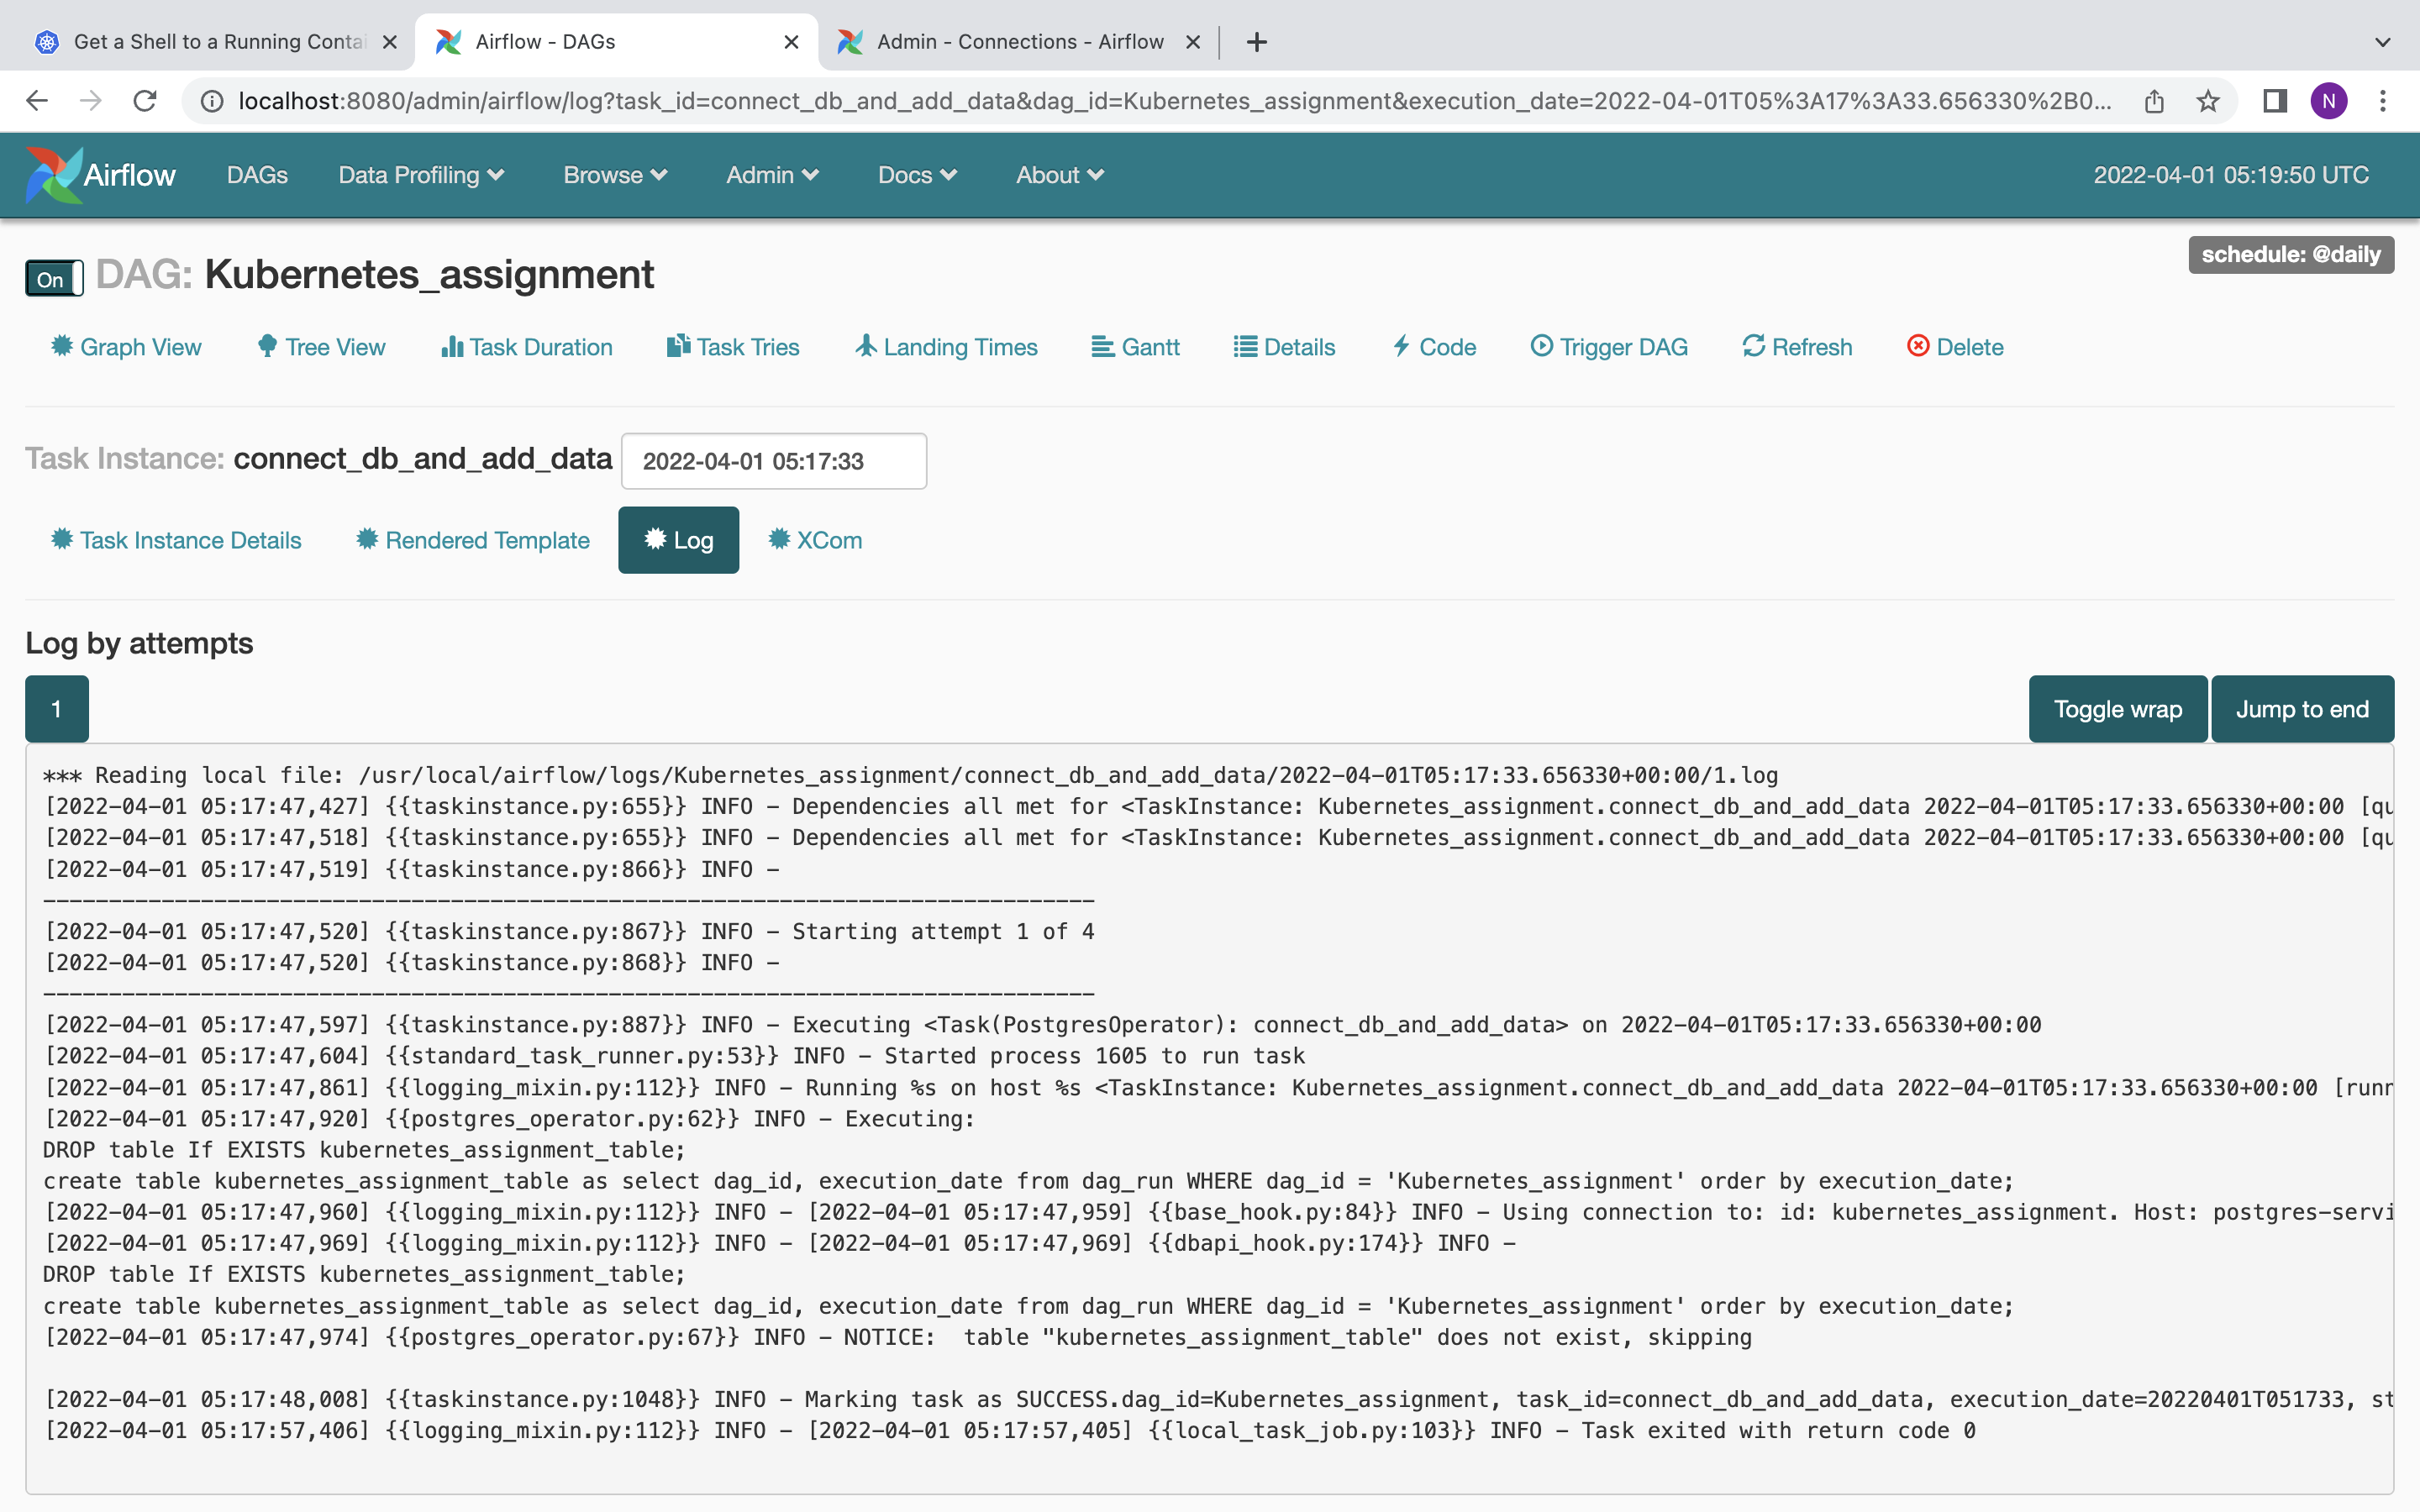 Get a Shell to a Running Conta
Airflow - DAGs
Admin - Connections - Airflow
localhost:8080/admin/airflow/log?task_id=connect_db_and_add_data&dag_id=Kubernetes_assignment&execution_date=2022-04-01T05%3A17%3A33.656330%2B0...
N
Airflow DAGs Data Profiling Browse Admin Docs About 2022-04-01 05:19:50 UTC
schedule: @daily
On DAG: Kubernetes_assignment
Graph View Tree View Task Duration Task Tries Landing Times Gantt Details Code Trigger DAG Refresh Delete
Task Instance: connect_db_and_add_data 2022-04-01 05:17:33
Task Instance Details Rendered Template Log XCom
Log by attempts
1 Toggle wrap Jump to end
*** Reading local file: /usr/local/airflow/logs/Kubernetes_assignment/connect_db_and_add_data/2022-04-01T05:17:33.656330+00:00/1.log
[2022-04-01 05:17:47,427] {{taskinstance.py:655}} INFO - Dependencies all met for <TaskInstance: Kubernetes_assignment.connect_db_and_add_data 2022-04-01T05:17:33.656330+00:00 [qu
[2022-04-01 05:17:47,518] {{taskinstance.py:655}} INFO - Dependencies all met for <TaskInstance: Kubernetes_assignment.connect_db_and_add_data 2022-04-01T05:17:33.656330+00:00 [qu
[2022-04-01 05:17:47,519] {{taskinstance.py:866}} INFO -
--------------------------------------------------------------------------------
[2022-04-01 05:17:47,520] {{taskinstance.py:867}} INFO - Starting attempt 1 of 4
[2022-04-01 05:17:47,520] {{taskinstance.py:868}} INFO -
--------------------------------------------------------------------------------
[2022-04-01 05:17:47,597] {{taskinstance.py:887}} INFO - Executing <Task(PostgresOperator): connect_db_and_add_data> on 2022-04-01T05:17:33.656330+00:00
[2022-04-01 05:17:47,604] {{standard_task_runner.py:53}} INFO - Started process 1605 to run task
[2022-04-01 05:17:47,861] {{logging_mixin.py:112}} INFO - Running %s on host %s <TaskInstance: Kubernetes_assignment.connect_db_and_add_data 2022-04-01T05:17:33.656330+00:00 [runn
[2022-04-01 05:17:47,920] {{postgres_operator.py:62}} INFO - Executing:
DROP table If EXISTS kubernetes_assignment_table;
create table kubernetes_assignment_table as select dag_id, execution_date from dag_run WHERE dag_id = 'Kubernetes_assignment' order by execution_date;
[2022-04-01 05:17:47,960] {{logging_mixin.py:112}} INFO - [2022-04-01 05:17:47,959] {{base_hook.py:84}} INFO - Using connection to: id: kubernetes_assignment. Host: postgres-servi
[2022-04-01 05:17:47,969] {{logging_mixin.py:112}} INFO - [2022-04-01 05:17:47,969] {{dbapi_hook.py:174}} INFO -
DROP table If EXISTS kubernetes_assignment_table;
create table kubernetes_assignment_table as select dag_id, execution_date from dag_run WHERE dag_id = 'Kubernetes_assignment' order by execution_date;
[2022-04-01 05:17:47,974] {{postgres_operator.py:67}} INFO - NOTICE:  table "kubernetes_assignment_table" does not exist, skipping
[2022-04-01 05:17:48,008] {{taskinstance.py:1048}} INFO - Marking task as SUCCESS.dag_id=Kubernetes_assignment, task_id=connect_db_and_add_data, execution_date=20220401T051733, st
[2022-04-01 05:17:57,406] {{logging_mixin.py:112}} INFO - [2022-04-01 05:17:57,405] {{local_task_job.py:103}} INFO - Task exited with return code 0